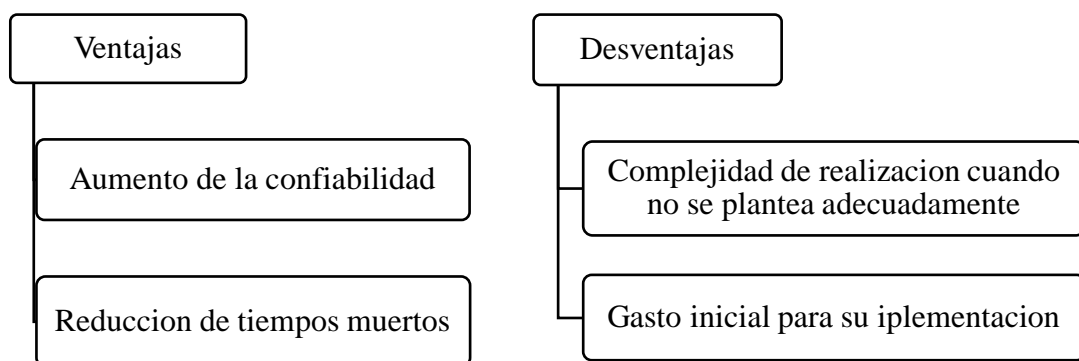 Ventajas
Aumento de la confiabilidad
Reduccion de tiempos muertos
Desventajas
Complejidad de realizacion cuando
no se plantea adecuadamente
Gasto inicial para su iplementacion